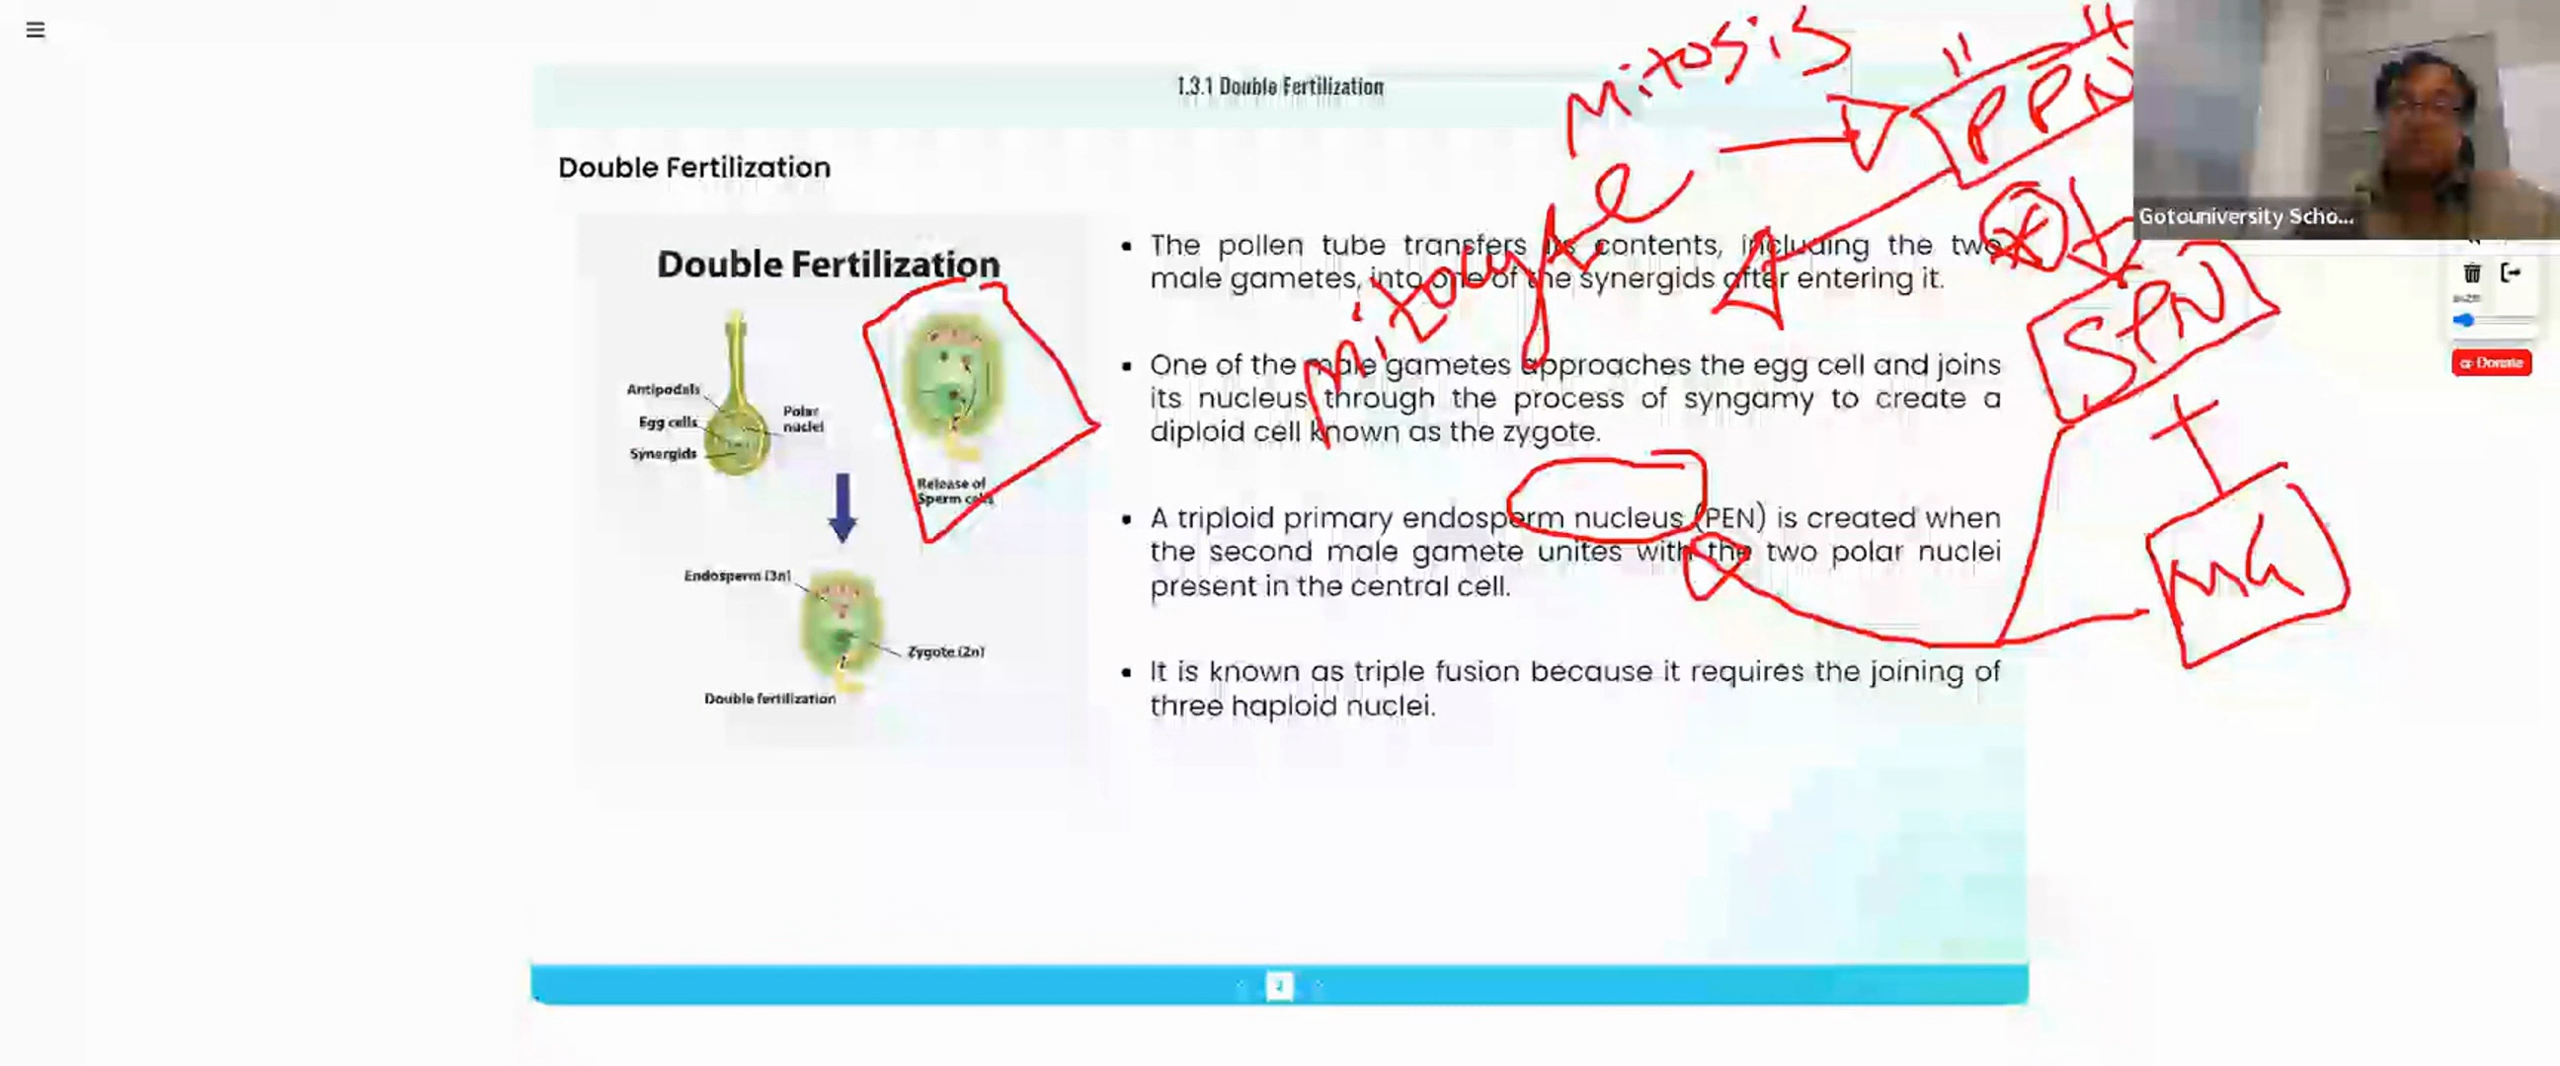 1.3.1 Double Fertilization
Mitosis
PPN
Double Fertilization
Gotouniversity Scho...
Double Fertilization
▪ The pollen tube transfers its contents, including the two
male gametes, into one of the synergids after entering it.
Mitocyte
SPN
Donate
▪ One of the male gametes approaches the egg cell and joins
its nucleus through the process of syngamy to create a
diploid cell known as the zygote.
Antipodals
Polar
nuclei
Egg cells
Synergids
Release of
Sperm cells
▪ A triploid primary endosperm nucleus (PEN) is created when
the second male gamete unites with the two polar nuclei
present in the central cell.
MG
Endosperm (3n)
Zygote (2n)
Double fertilization
▪ It is known as triple fusion because it requires the joining of
three haploid nuclei.